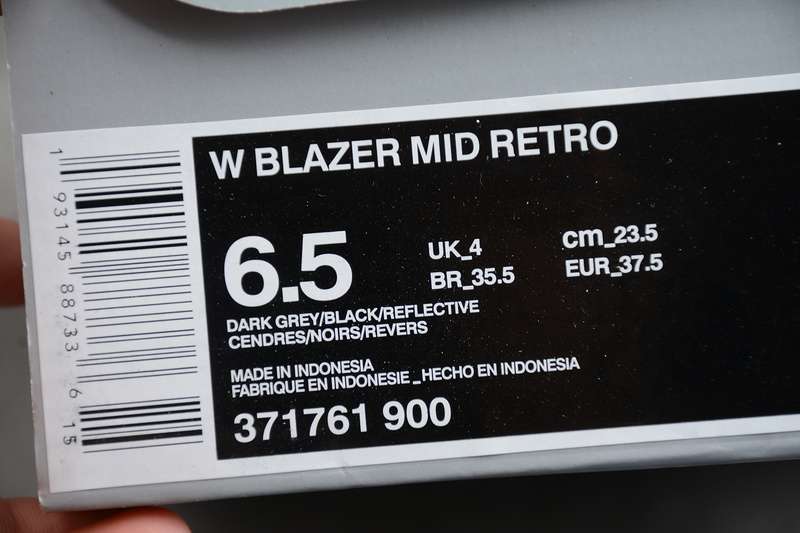 W BLAZER MID RETRO
6.5
UK_4
cm_23.5
BR_35.5
EUR_37.5
DARK GREY/BLACK/REFLECTIVE
CENDRES/NOIRS/REVERS
MADE IN INDONESIA
FABRIQUE EN INDONESIE _HECHO EN INDONESIA
371761 900
1 93145 88733 6 15